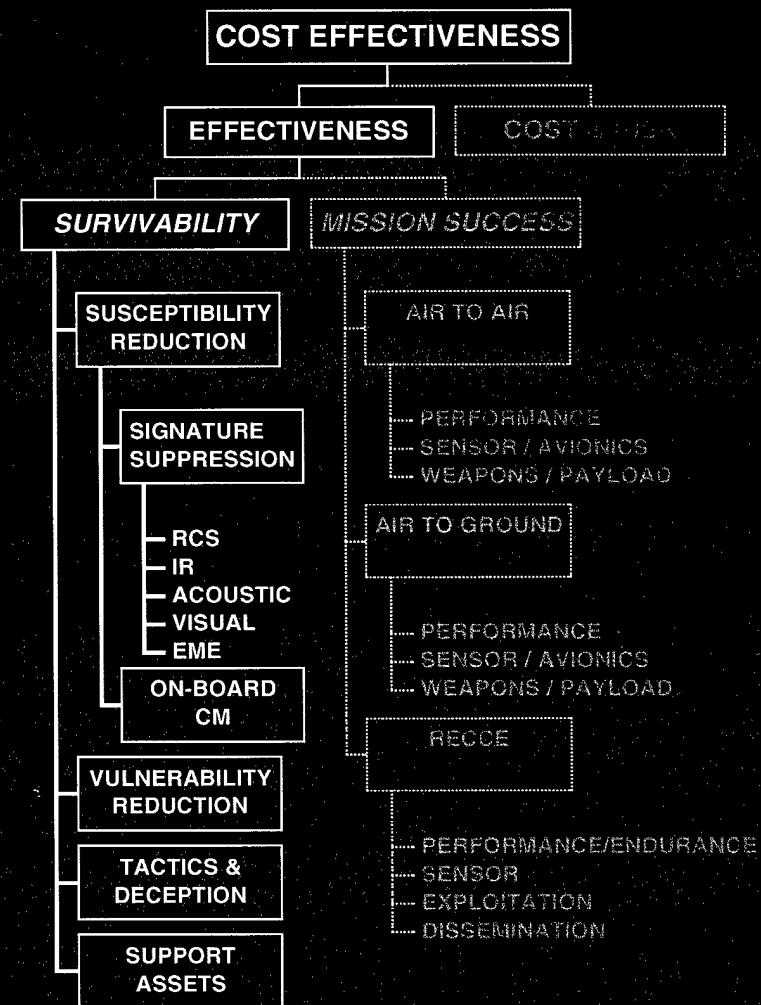 COST EFFECTIVENESS
EFFECTIVENESS
COST & RISK
SURVIVABILITY
MISSION SUCCESS
SUSCEPTIBILITY
REDUCTION
SIGNATURE
SUPPRESSION
RCS
IR
ACOUSTIC
VISUAL
EME
ON-BOARD
CM
VULNERABILITY
REDUCTION
TACTICS &
DECEPTION
SUPPORT
ASSETS
AIR TO AIR
PERFORMANCE
SENSOR / AVIONICS
WEAPONS / PAYLOAD
AIR TO GROUND
PERFORMANCE
SENSOR / AVIONICS
WEAPONS / PAYLOAD
RECCE
PERFORMANCE/ENDURANCE
SENSOR
EXPLOITATION
DISSEMINATION